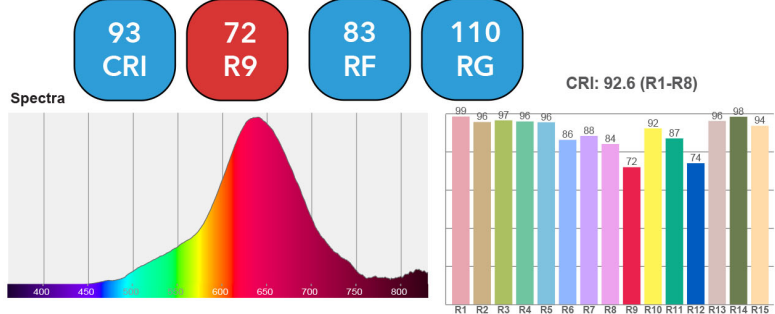 93 CRI
72 R9
83 RF
110 RG
CRI: 92.6 (R1-R8)
Spectra
400 450 500 550 600 650 700 750 800
99 96 97 96 96 86 88 84 72 92 87 74 96 98 94
R1 R2 R3 R4 R5 R6 R7 R8 R9 R10 R11 R12 R13 R14 R15